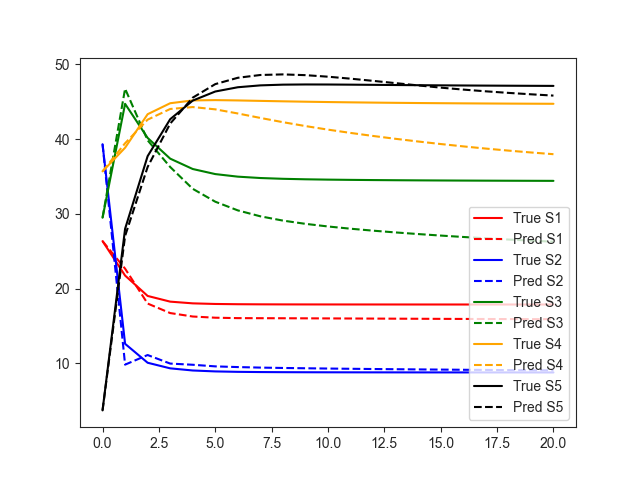 50
40
30
20
10
0.0 2.5 5.0 7.5 10.0 12.5 15.0 17.5 20.0
True S1
Pred S1
True S2
Pred S2
True S3
Pred S3
True S4
Pred S4
True S5
Pred S5